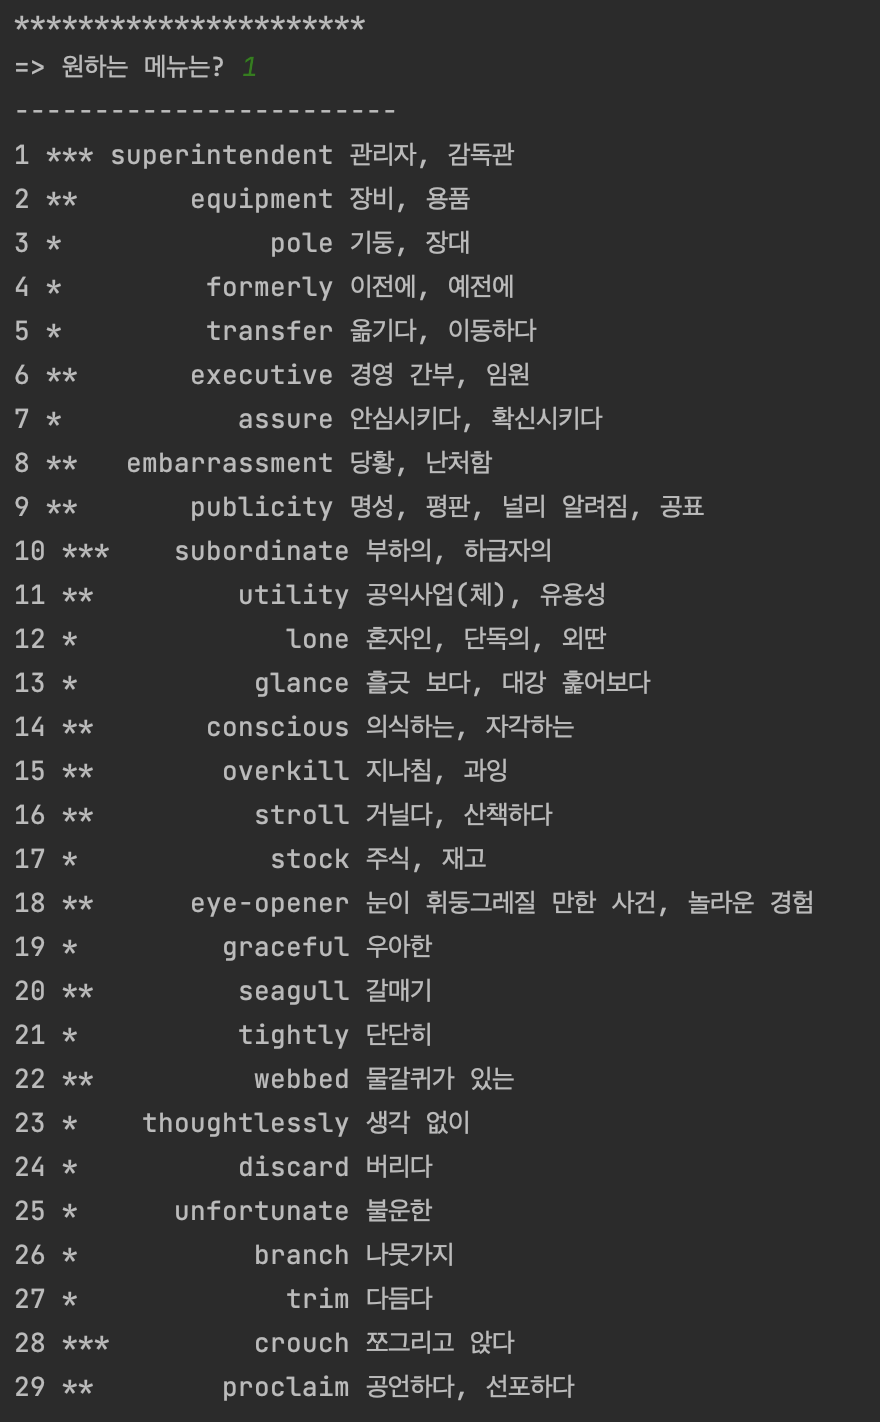 **********************
=> 원하는 메뉴는? 1
------------------------
1 *** superintendent 관리자, 감독관
2 **       equipment 장비, 용품
3 *             pole 기둥, 장대
4 *         formerly 이전에, 예전에
5 *         transfer 옮기다, 이동하다
6 **       executive 경영 간부, 임원
7 *           assure 안심시키다, 확신시키다
8 **   embarrassment 당황, 난처함
9 **       publicity 명성, 평판, 널리 알려짐, 공표
10 ***    subordinate 부하의, 하급자의
11 **         utility 공익사업(체), 유용성
12 *             lone 혼자인, 단독의, 외딴
13 *           glance 흘긋 보다, 대강 훑어보다
14 **       conscious 의식하는, 자각하는
15 **        overkill 지나침, 과잉
16 **          stroll 거닐다, 산책하다
17 *            stock 주식, 재고
18 **      eye-opener 눈이 휘둥그레질 만한 사건, 놀라운 경험
19 *         graceful 우아한
20 **         seagull 갈매기
21 *          tightly 단단히
22 **          webbed 물갈퀴가 있는
23 *    thoughtlessly 생각 없이
24 *          discard 버리다
25 *      unfortunate 불운한
26 *           branch 나뭇가지
27 *             trim 다듬다
28 ***         crouch 쪼그리고 앉다
29 **        proclaim 공언하다, 선포하다